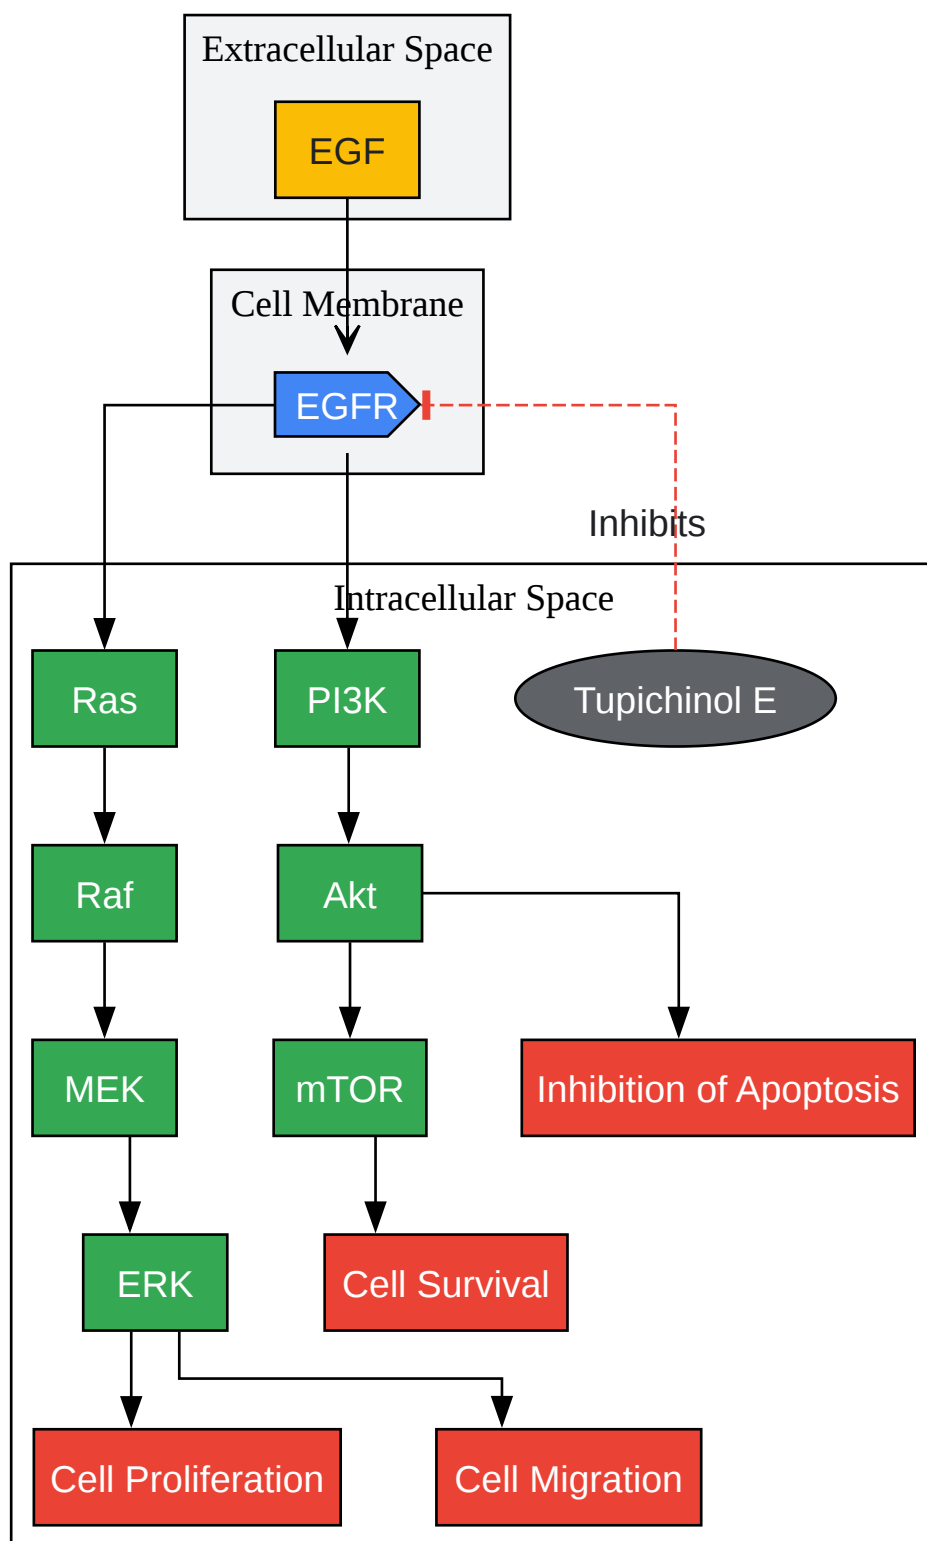 Extracellular Space
EGF
Cell Membrane
EGFR
Inhibits
Intracellular Space
Ras
PI3K
Tupichinol E
Raf
Akt
MEK
mTOR
Inhibition of Apoptosis
ERK
Cell Survival
Cell Proliferation
Cell Migration